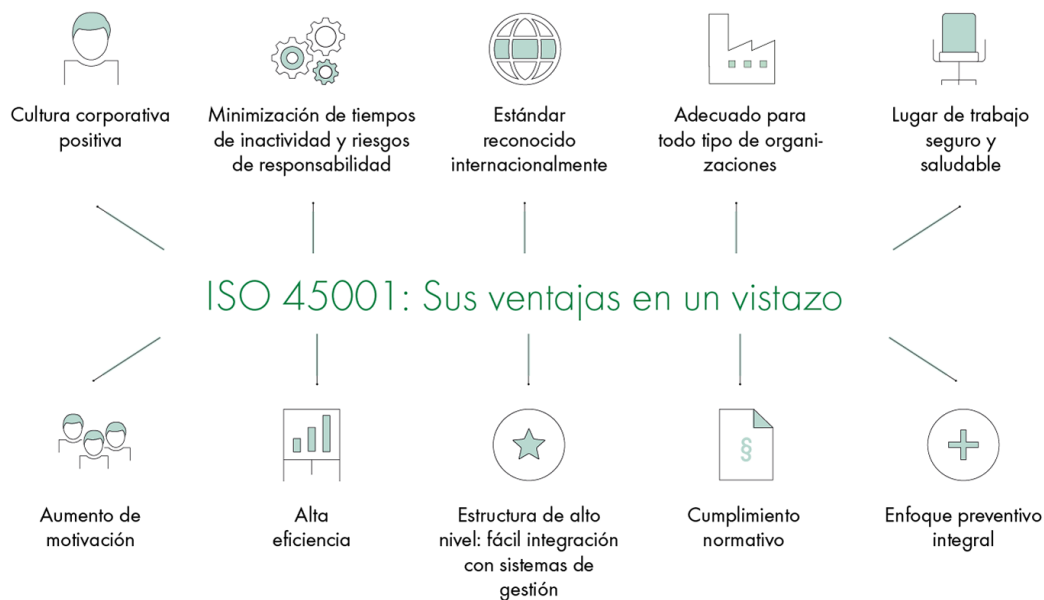 Cultura corporativa
positiva
Minimización de tiempos
de inactividad y riesgos
de responsabilidad
Estándar
reconocido
internacionalmente
Adecuado para
todo tipo de organi-
zaciones
Lugar de trabajo
seguro y
saludable
ISO 45001: Sus ventajas en un vistazo
Aumento de
motivación
Alta
eficiencia
Estructura de alto
nivel: fácil integración
con sistemas de
gestión
§
Cumplimiento
normativo
Enfoque preventivo
integral